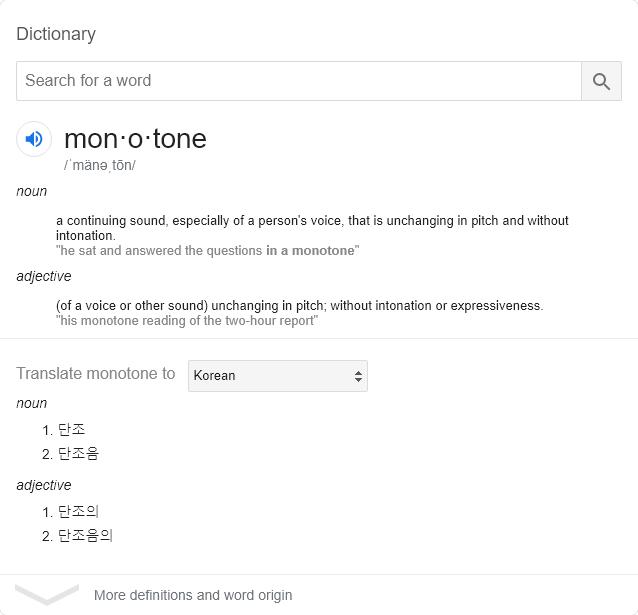 Dictionary
Search for a word
mon·o·tone
/ˈmänəˌtōn/
noun
a continuing sound, especially of a person's voice, that is unchanging in pitch and without
intonation.
"he sat and answered the questions in a monotone"
adjective
(of a voice or other sound) unchanging in pitch; without intonation or expressiveness.
"his monotone reading of the two-hour report"
Translate monotone to Korean
noun
1. 단조
2. 단조음
adjective
1. 단조의
2. 단조음의
More definitions and word origin